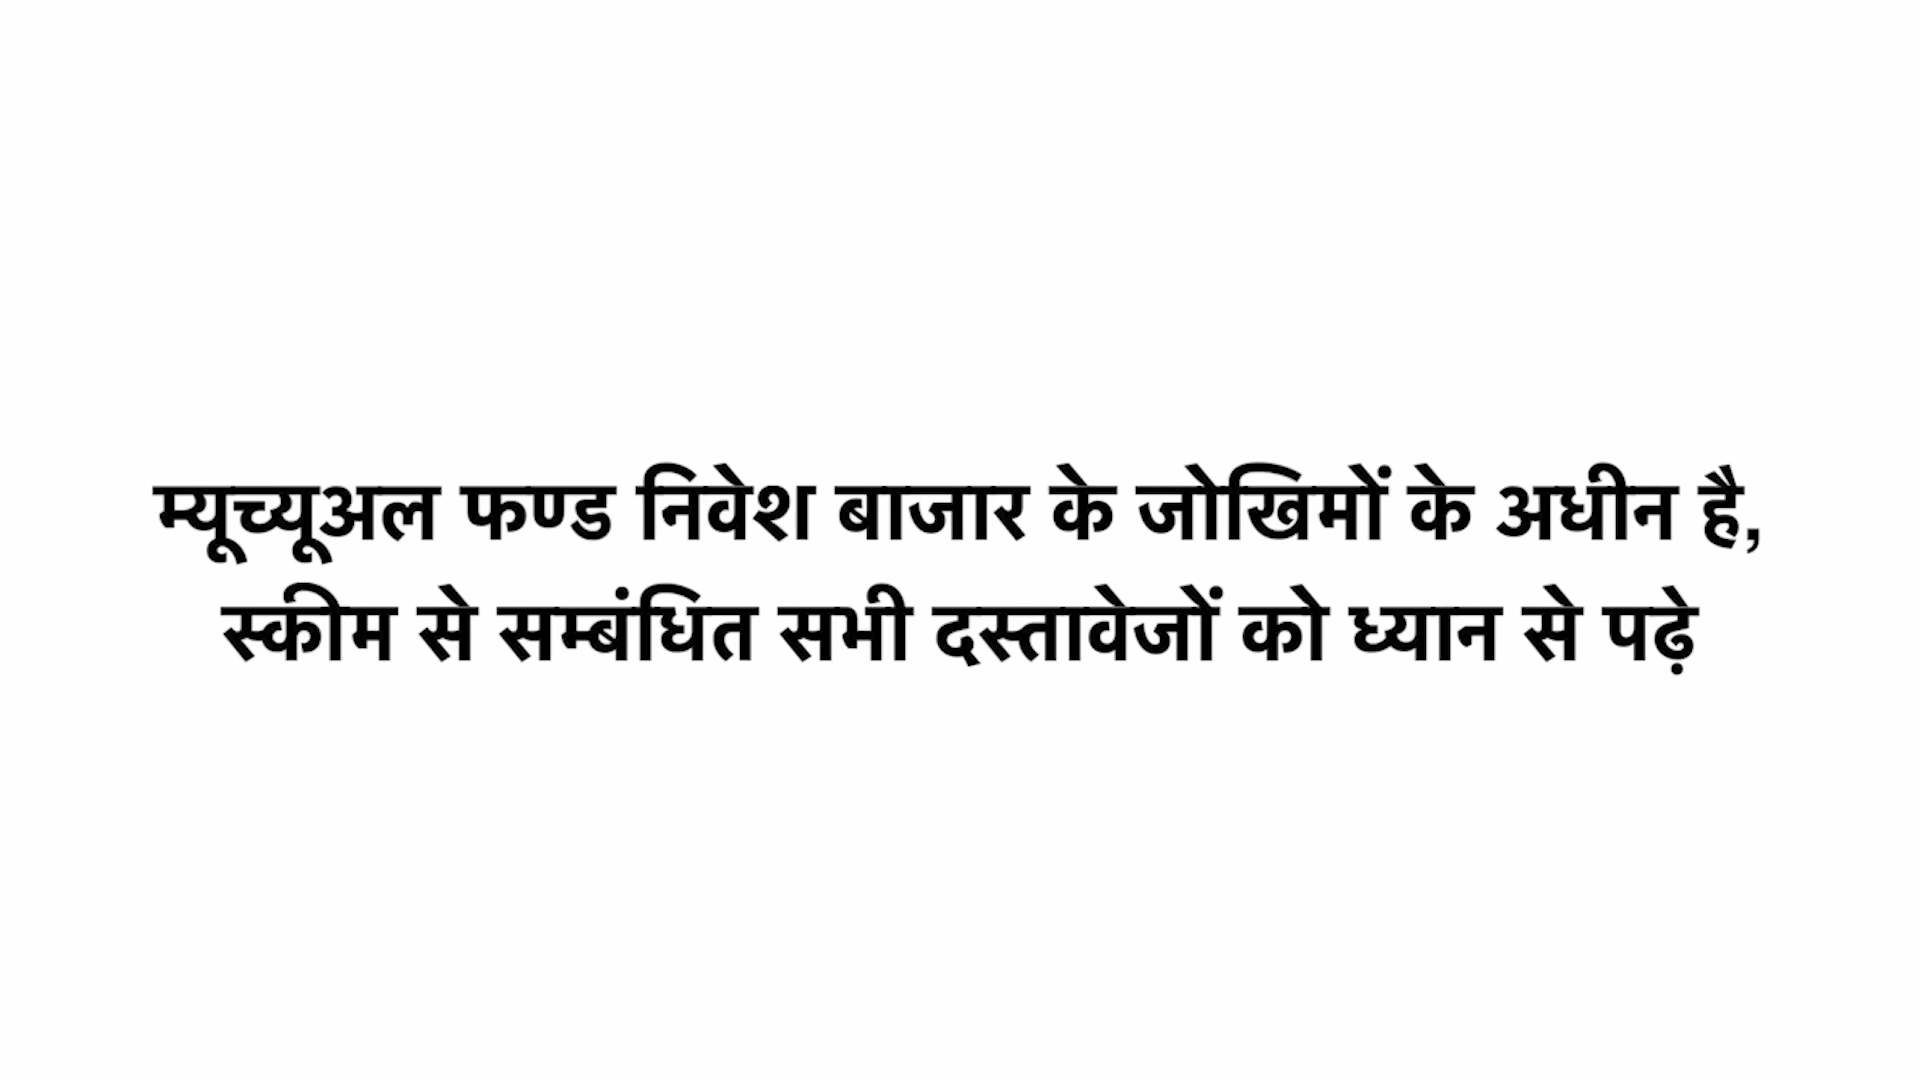 म्यूच्यूअल फण्ड निवेश बाजार के जोखिमों के अधीन है,
स्कीम से सम्बंधित सभी दस्तावेजों को ध्यान से पढ़े